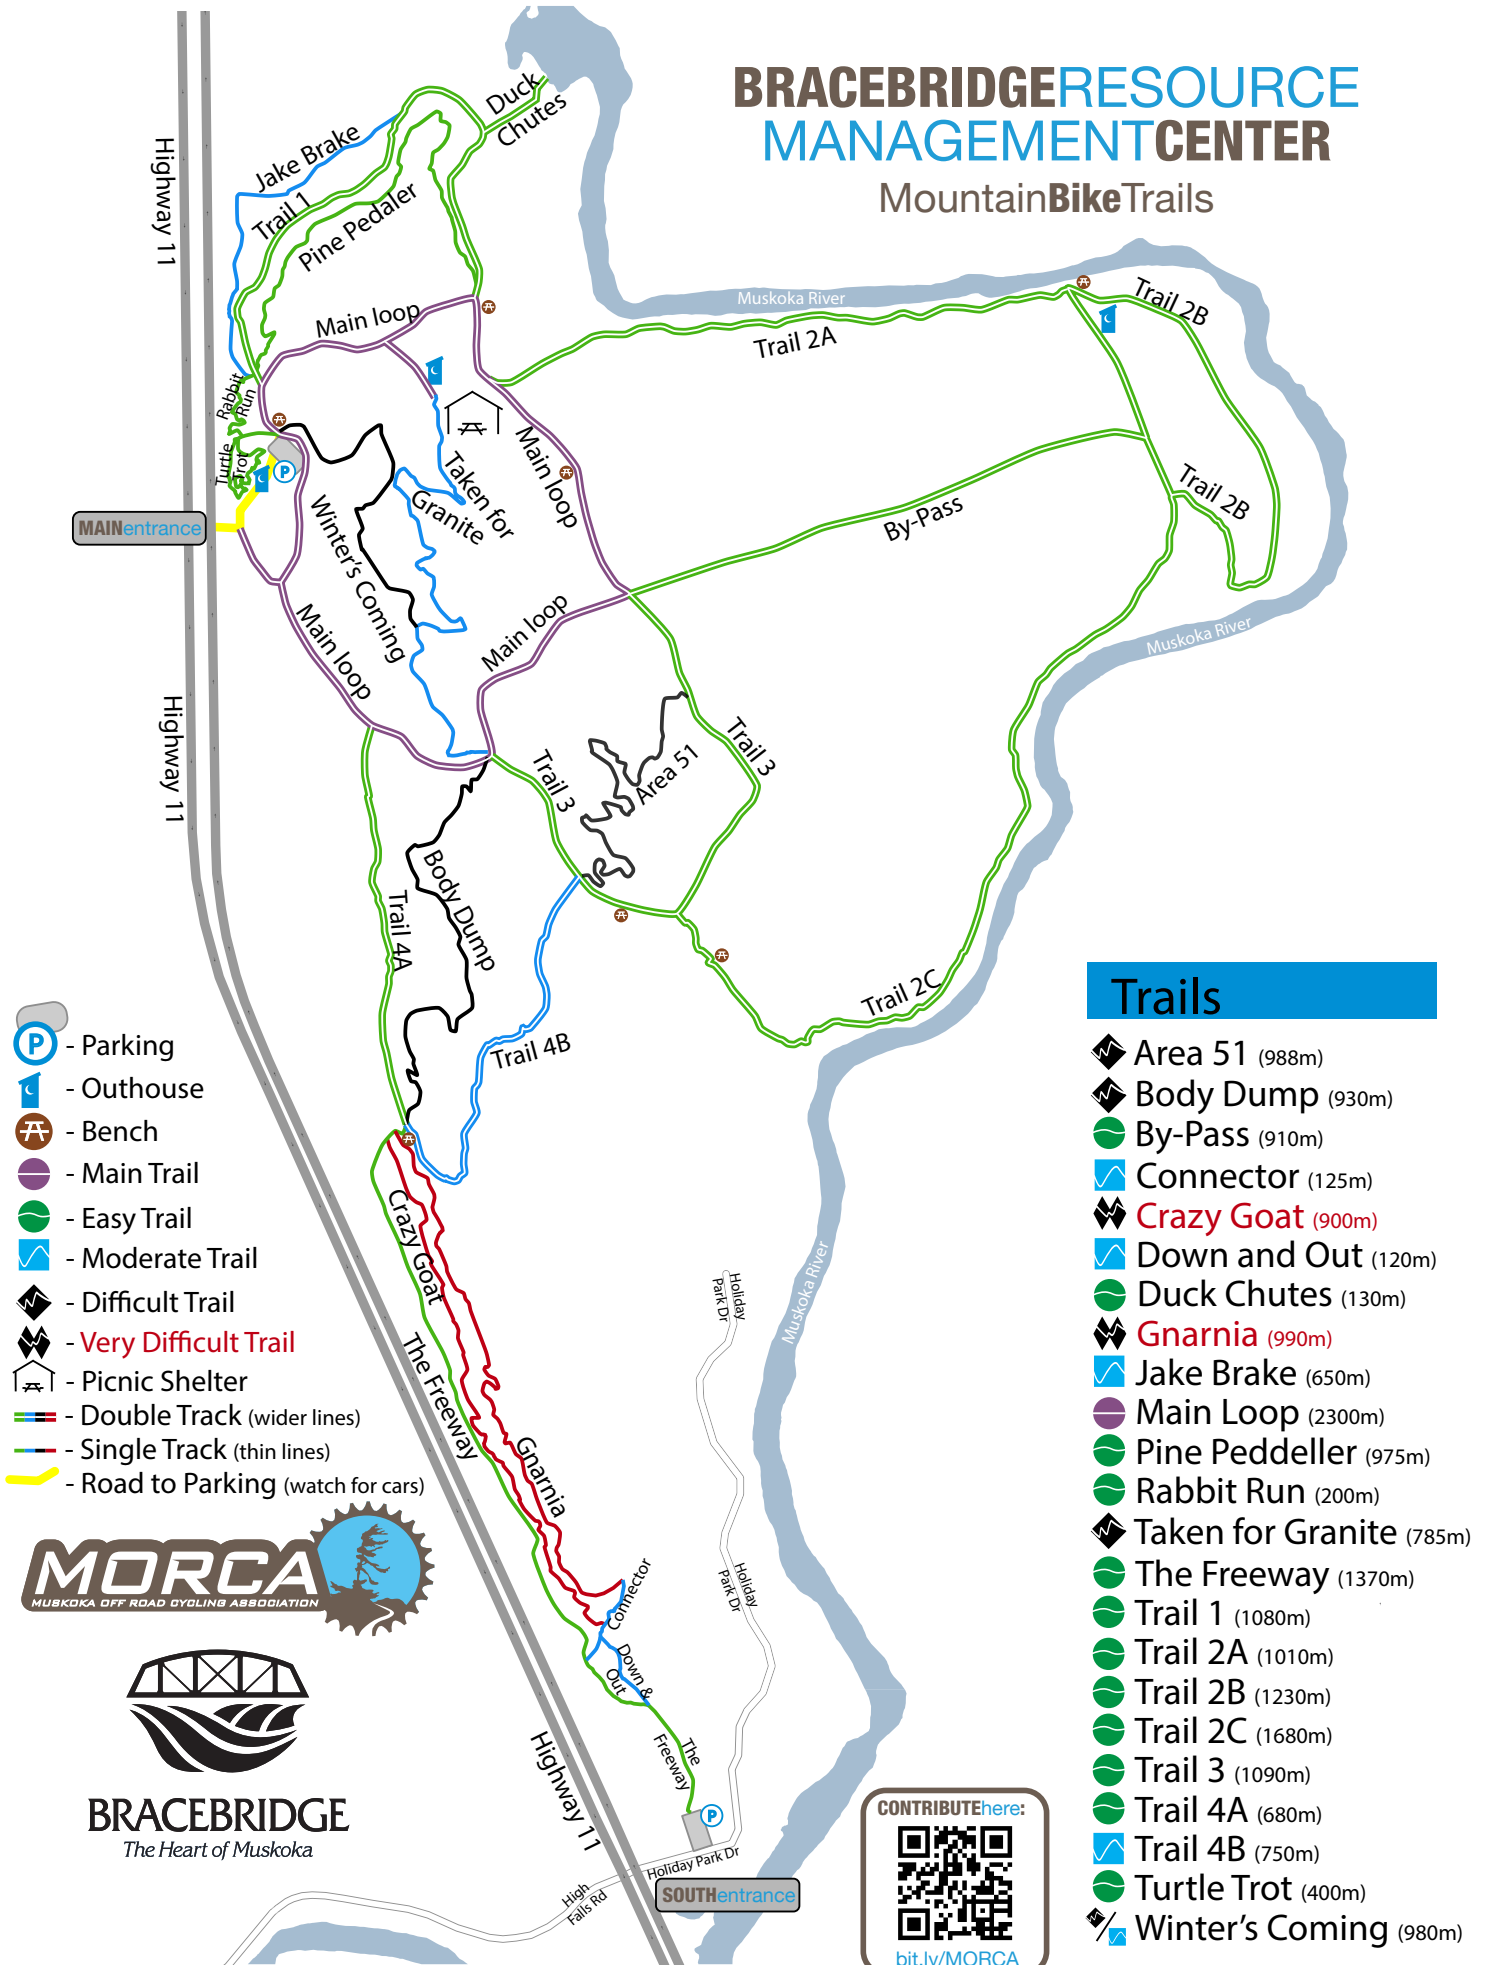 BRACEBRIDGERESOURCE
MANAGEMENTCENTER
MountainBikeTrails
Highway 11
Duck
Chutes
Jake Brake
Trail 1
Pine Pedaler
Main loop
Muskoka River
Trail 2A
Trail 2B
Rabbit
Run
Turtle
Trot
P
MAINentrance
Main loop
Taken for
Granite
Winter's Coming
By-Pass
Trail 2B
Main loop
Main loop
Muskoka River
Highway 11
Trail 3
Area 51
Trail 3
Body Dump
Trail 4A
Trail 2C
Trail 4B
Crazy Goat
The Freeway
Gnarnia
Holiday
Park Dr
Muskoka River
Holiday
Park Dr
Connector
Down &
Out
The
Freeway
Highway 11
P
Holiday Park Dr
High
Falls Rd
SOUTHentrance
P - Parking
- Outhouse
- Bench
- Main Trail
- Easy Trail
- Moderate Trail
- Difficult Trail
- Very Difficult Trail
- Picnic Shelter
- Double Track (wider lines)
- Single Track (thin lines)
- Road to Parking (watch for cars)
MORCA
MUSKOKA OFF ROAD CYCLING ASSOCIATION
BRACEBRIDGE
The Heart of Muskoka
CONTRIBUTEhere:
bit.ly/MORCA
Trails
Area 51 (988m)
Body Dump (930m)
By-Pass (910m)
Connector (125m)
Crazy Goat (900m)
Down and Out (120m)
Duck Chutes (130m)
Gnarnia (990m)
Jake Brake (650m)
Main Loop (2300m)
Pine Peddeller (975m)
Rabbit Run (200m)
Taken for Granite (785m)
The Freeway (1370m)
Trail 1 (1080m)
Trail 2A (1010m)
Trail 2B (1230m)
Trail 2C (1680m)
Trail 3 (1090m)
Trail 4A (680m)
Trail 4B (750m)
Turtle Trot (400m)
Winter's Coming (980m)